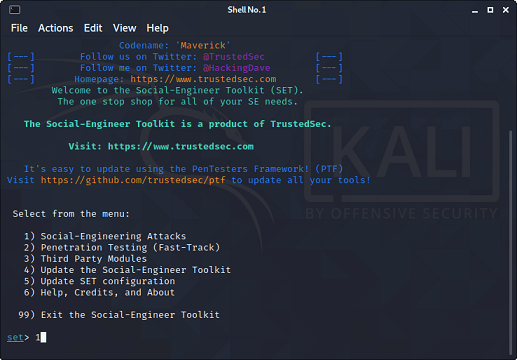 Shell No. 1
File Actions Edit View Help
Codename: 'Maverick'
[---] Follow us on Twitter: @TrustedSec [---]
[---] Follow me on Twitter: @HackingDave [---]
[---] Homepage: https://www.trustedsec.com [---]
Welcome to the Social-Engineer Toolkit (SET).
The one stop shop for all of your SE needs.
The Social-Engineer Toolkit is a product of TrustedSec.
Visit: https://www.trustedsec.com
It's easy to update using the PenTesters Framework! (PTF)
Visit https://github.com/trustedsec/ptf to update all your tools!
KALI
BY OFFENSIVE SECURITY
Select from the menu:
1) Social-Engineering Attacks
2) Penetration Testing (Fast-Track)
3) Third Party Modules
4) Update the Social-Engineer Toolkit
5) Update SET configuration
6) Help, Credits, and About
99) Exit the Social-Engineer Toolkit
set> 1